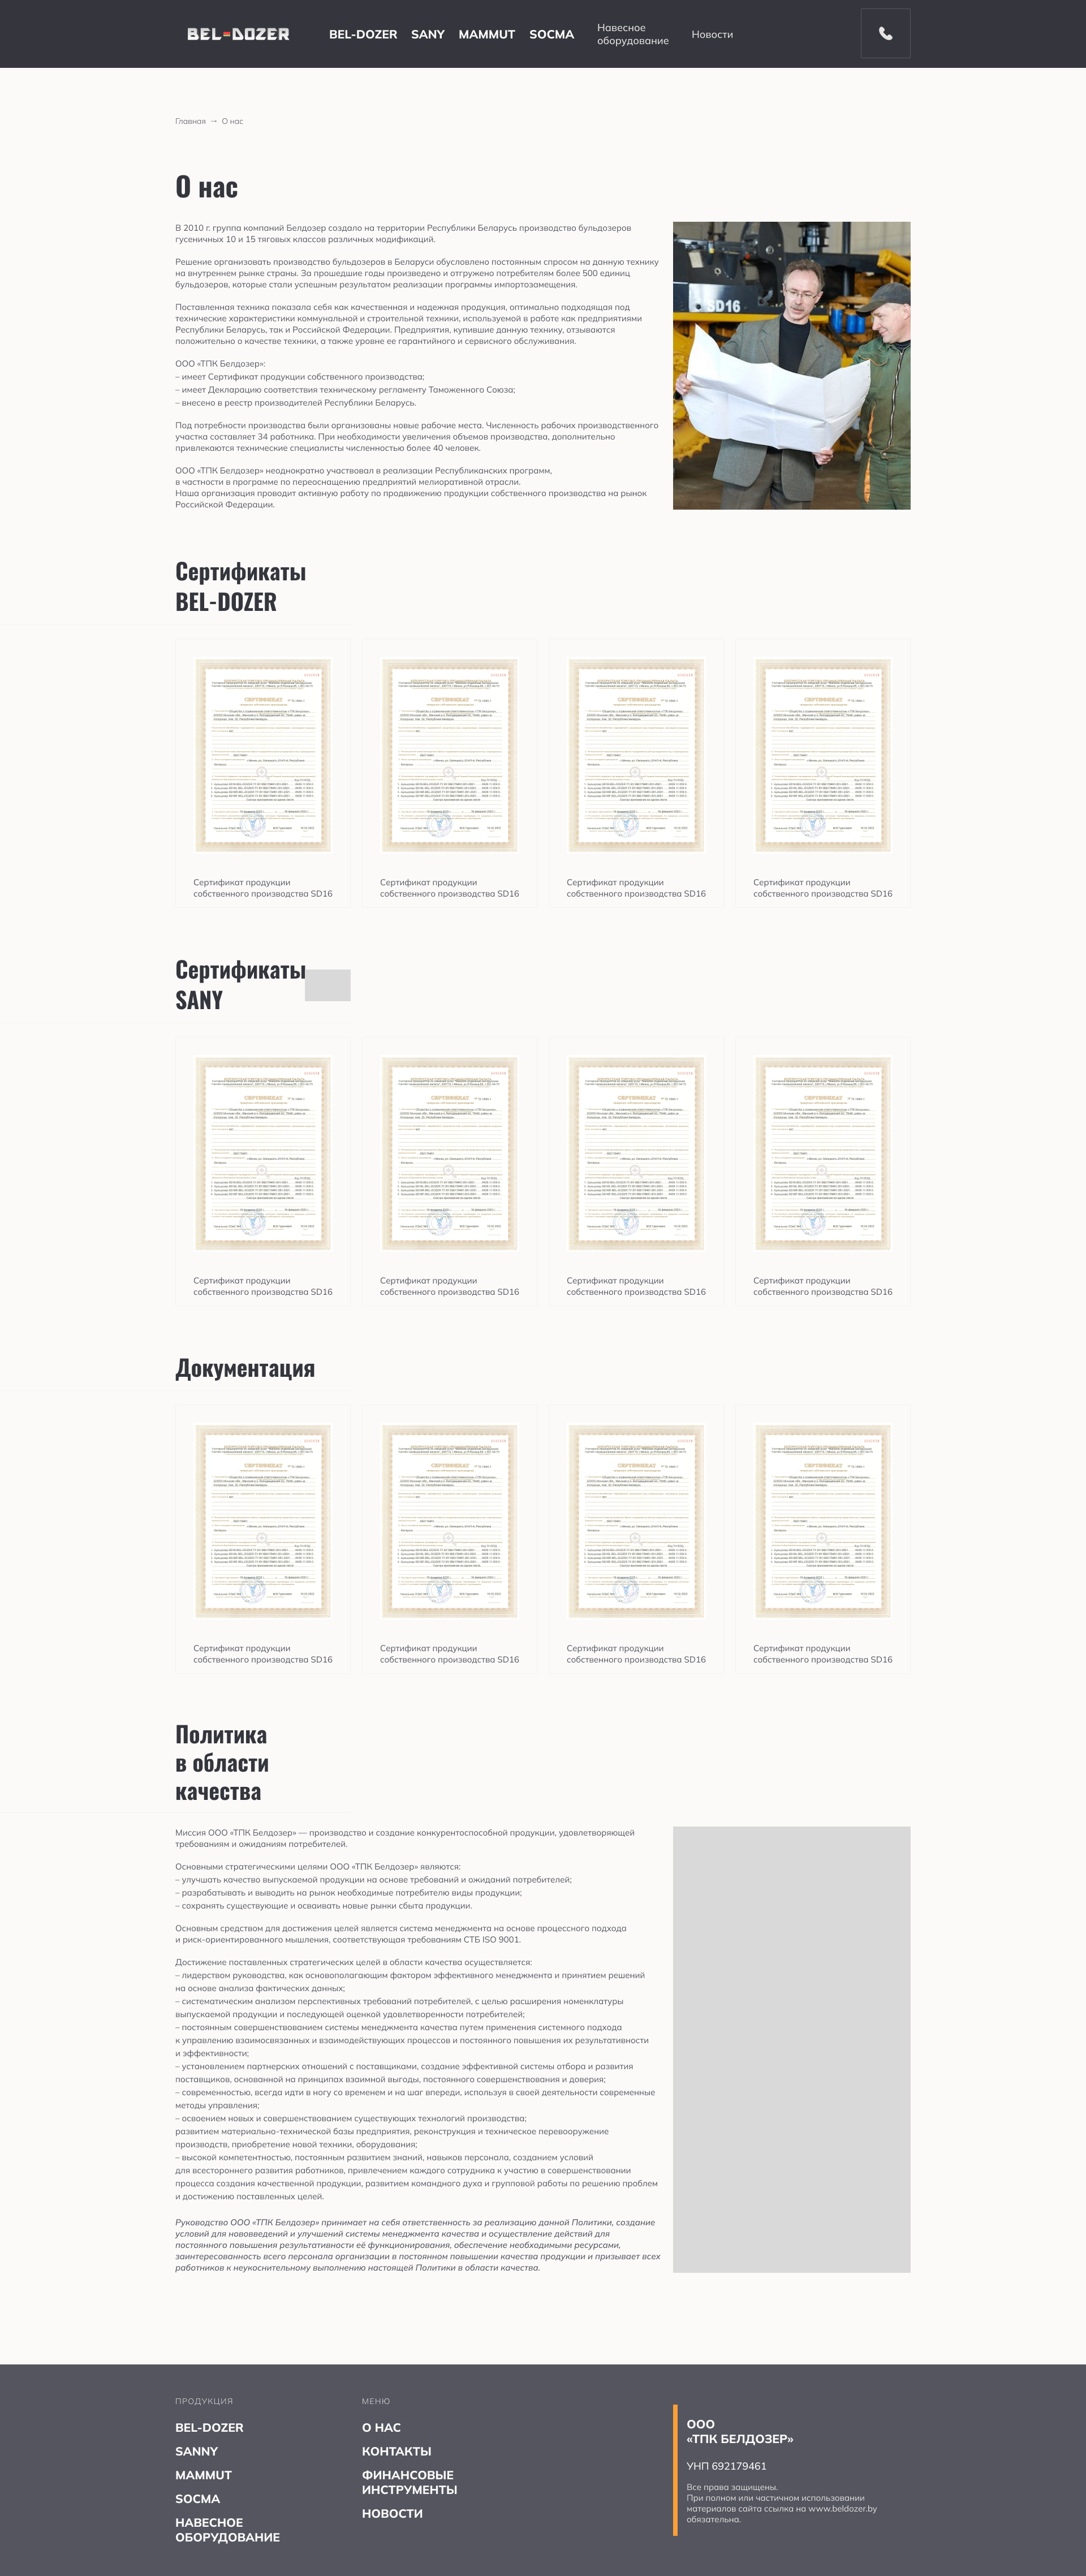 BEL-DOZER
BEL-DOZER SANY MAMMUT SOCMA
Навесное
оборудование
Новости
Главная → О нас
О нас
В 2010 г. группа компаний Белдозер создало на территории Республики Беларусь производство бульдозеров
гусеничных 10 и 15 тяговых классов различных модификаций.
Решение организовать производство бульдозеров в Беларуси обусловлено постоянным спросом на данную технику
на внутреннем рынке страны. За прошедшие годы произведено и отгружено потребителям более 500 единиц
бульдозеров, которые стали успешным результатом реализации программы импортозамещения.
Поставленная техника показала себя как качественная и надежная продукция, оптимально подходящая под
технические характеристики коммунальной и строительной техники, используемой в работе как предприятиями
Республики Беларусь, так и Российской Федерации. Предприятия, купившие данную технику, отзываются
положительно о качестве техники, а также уровне ее гарантийного и сервисного обслуживания.
ООО «ТПК Белдозер»:
– имеет Сертификат продукции собственного производства;
– имеет Декларацию соответствия техническому регламенту Таможенного Союза;
– внесено в реестр производителей Республики Беларусь.
Под потребности производства были организованы новые рабочие места. Численность рабочих производственного
участка составляет 34 работника. При необходимости увеличения объемов производства, дополнительно
привлекаются технические специалисты численностью более 40 человек.
ООО «ТПК Белдозер» неоднократно участвовал в реализации Республиканских программ,
в частности в программе по переоснащению предприятий мелиоративной отрасли.
Наша организация проводит активную работу по продвижению продукции собственного производства на рынок
Российской Федерации.
SD16
Сертификаты
BEL-DOZER
СЕРТИФИКАТ СЕРТИФИКАТ СЕРТИФИКАТ СЕРТИФИКАТ
Сертификат продукции
собственного производства SD16
Сертификат продукции
собственного производства SD16
Сертификат продукции
собственного производства SD16
Сертификат продукции
собственного производства SD16
Сертификаты
SANY
СЕРТИФИКАТ СЕРТИФИКАТ СЕРТИФИКАТ СЕРТИФИКАТ
Сертификат продукции
собственного производства SD16
Сертификат продукции
собственного производства SD16
Сертификат продукции
собственного производства SD16
Сертификат продукции
собственного производства SD16
Документация
СЕРТИФИКАТ СЕРТИФИКАТ СЕРТИФИКАТ СЕРТИФИКАТ
Сертификат продукции
собственного производства SD16
Сертификат продукции
собственного производства SD16
Сертификат продукции
собственного производства SD16
Сертификат продукции
собственного производства SD16
Политика
в области
качества
Миссия ООО «ТПК Белдозер» — производство и создание конкурентоспособной продукции, удовлетворяющей
требованиям и ожиданиям потребителей.
Основными стратегическими целями ООО «ТПК Белдозер» являются:
– улучшать качество выпускаемой продукции на основе требований и ожиданий потребителей;
– разрабатывать и выводить на рынок необходимые потребителю виды продукции;
– сохранять существующие и осваивать новые рынки сбыта продукции.
Основным средством для достижения целей является система менеджмента на основе процессного подхода
и риск-ориентированного мышления, соответствующая требованиям СТБ ISO 9001.
Достижение поставленных стратегических целей в области качества осуществляется:
– лидерством руководства, как основополагающим фактором эффективного менеджмента и принятием решений
на основе анализа фактических данных;
– систематическим анализом перспективных требований потребителей, с целью расширения номенклатуры
выпускаемой продукции и последующей оценкой удовлетворенности потребителей;
– постоянным совершенствованием системы менеджмента качества путем применения системного подхода
к управлению взаимосвязанных и взаимодействующих процессов и постоянного повышения их результативности
и эффективности;
– установлением партнерских отношений с поставщиками, создание эффективной системы отбора и развития
поставщиков, основанной на принципах взаимной выгоды, постоянного совершенствования и доверия;
– современностью, всегда идти в ногу со временем и на шаг впереди, используя в своей деятельности современные
методы управления;
– освоением новых и совершенствованием существующих технологий производства;
развитием материально-технической базы предприятия, реконструкция и техническое перевооружение
производств, приобретение новой техники, оборудования;
– высокой компетентностью, постоянным развитием знаний, навыков персонала, созданием условий
для всестороннего развития работников, привлечением каждого сотрудника к участию в совершенствовании
процесса создания качественной продукции, развитием командного духа и групповой работы по решению проблем
и достижению поставленных целей.
Руководство ООО «ТПК Белдозер» принимает на себя ответственность за реализацию данной Политики, создание
условий для нововведений и улучшений системы менеджмента качества и осуществление действий для
постоянного повышения результативности её функционирования, обеспечение необходимыми ресурсами,
заинтересованность всего персонала организации в постоянном повышении качества продукции и призывает всех
работников к неукоснительному выполнению настоящей Политики в области качества.
ПРОДУКЦИЯ
BEL-DOZER
SANNY
MAMMUT
SOCMA
НАВЕСНОЕ
ОБОРУДОВАНИЕ
МЕНЮ
О НАС
КОНТАКТЫ
ФИНАНСОВЫЕ
ИНСТРУМЕНТЫ
НОВОСТИ
ООО
«ТПК БЕЛДОЗЕР»
УНП 692179461
Все права защищены.
При полном или частичном использовании
материалов сайта ссылка на www.beldozer.by
обязательна.